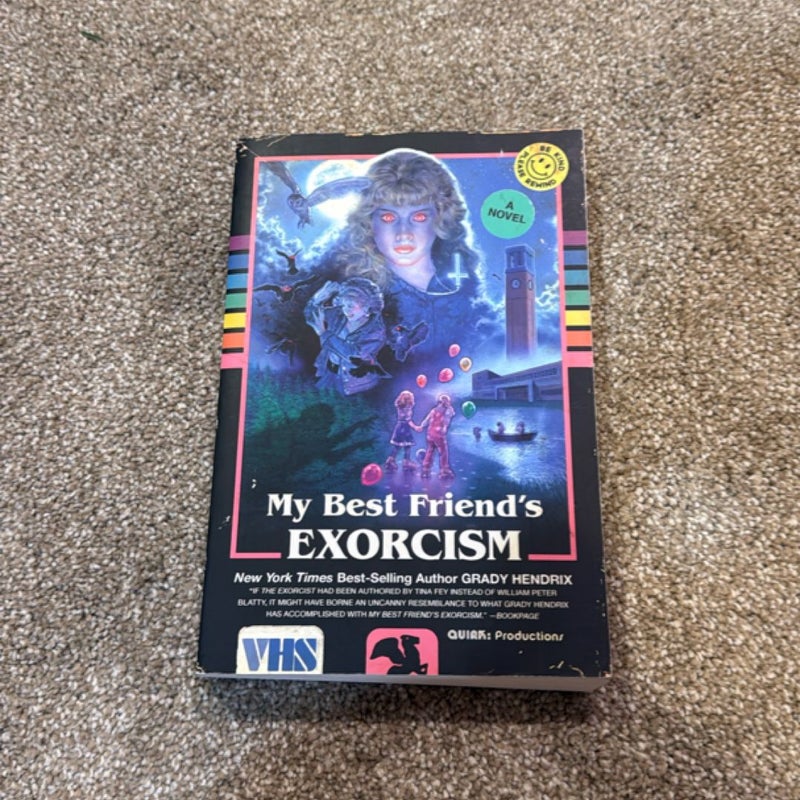 PLEASE BE KIND REWIND
A
NOVEL
My Best Friend's
EXORCISM
New York Times Best-Selling Author GRADY HENDRIX
"IF THE EXORCIST HAD BEEN AUTHORED BY TINA FEY INSTEAD OF WILLIAM PETER
BLATTY, IT MIGHT HAVE BORNE AN UNCANNY RESEMBLANCE TO WHAT GRADY HENDRIX
HAS ACCOMPLISHED WITH MY BEST FRIEND'S EXORCISM." —BOOKPAGE
VHS
QUIRK: Productions